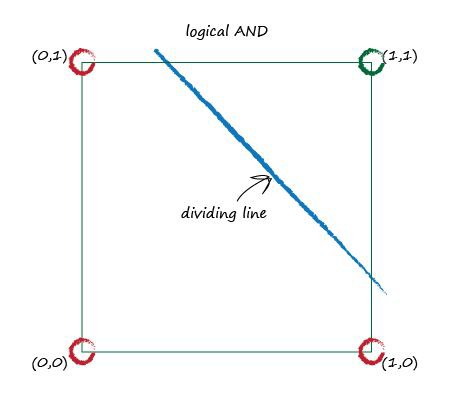 logical AND
(0,1)
(1,1)
dividing line
(0,0)
(1,0)